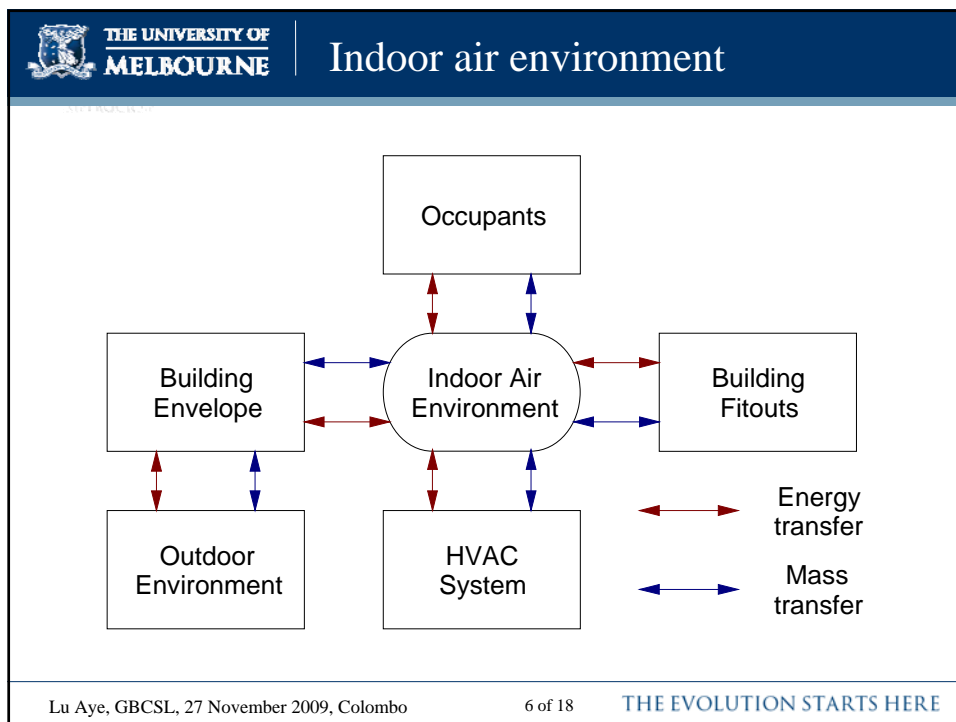 THE UNIVERSITY OF
MELBOURNE
Indoor air environment
Occupants
Building
Envelope
Indoor Air
Environment
Building
Fitouts
Outdoor
Environment
HVAC
System
Energy
transfer
Mass
transfer
Lu Aye, GBCSL, 27 November 2009, Colombo
6 of 18
THE EVOLUTION STARTS HERE